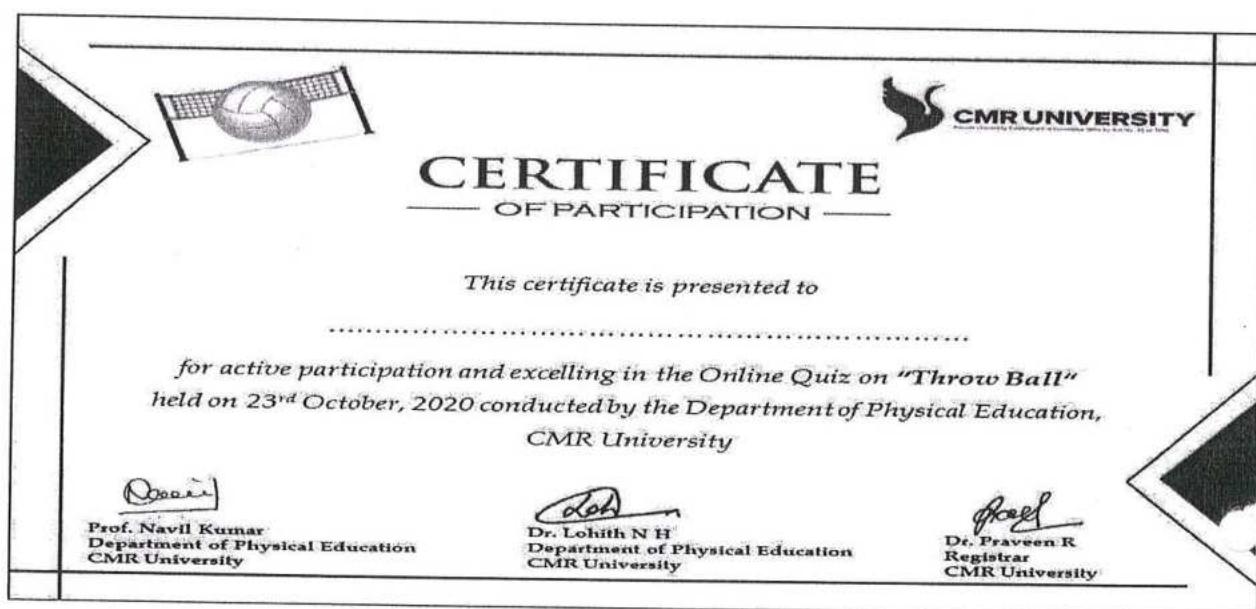 CMR UNIVERSITY
CERTIFICATE
OF PARTICIPATION
This certificate is presented to
........................................................................
for active participation and excelling in the Online Quiz on "Throw Ball"
held on 23rd October, 2020 conducted by the Department of Physical Education,
CMR University
Prof. Navil Kumar
Department of Physical Education
CMR University
Dr. Lohith N H
Department of Physical Education
CMR University
Dr. Praveen R
Registrar
CMR University